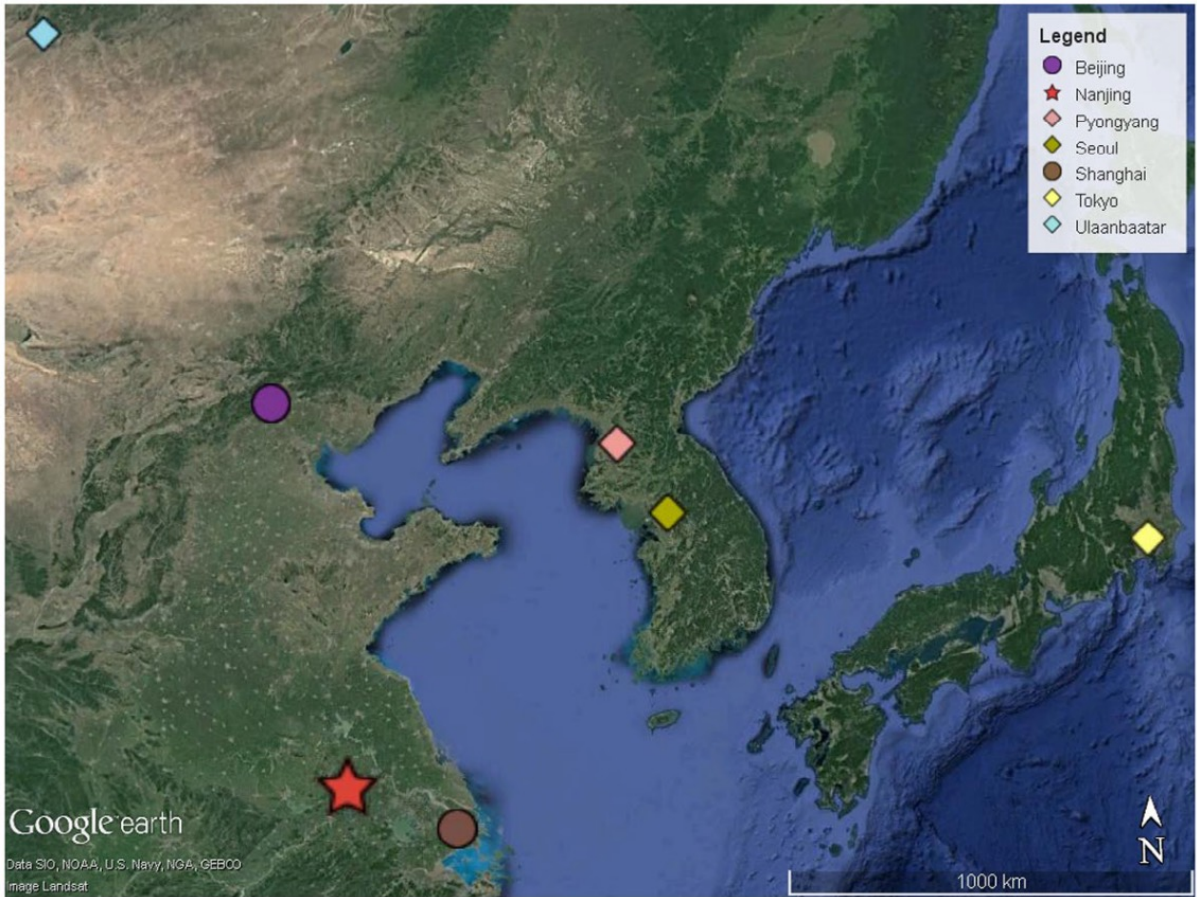 Legend
Beijing
Nanjing
Pyongyang
Seoul
Shanghai
Tokyo
Ulaanbaatar
Google earth
Data SIO, NOAA, U.S. Navy, NGA, GEBCO
Image Landsat
N
1000 km